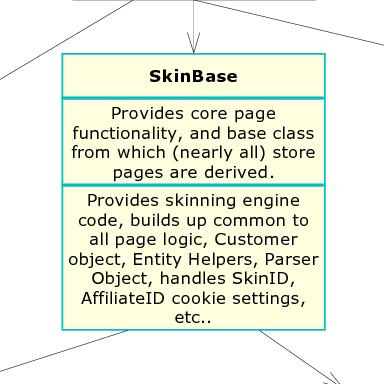 SkinBase
Provides core page
functionality, and base class
from which (nearly all) store
pages are derived.
Provides skinning engine
code, builds up common to
all page logic, Customer
object, Entity Helpers, Parser
Object, handles SkinID,
AffiliateID cookie settings,
etc..